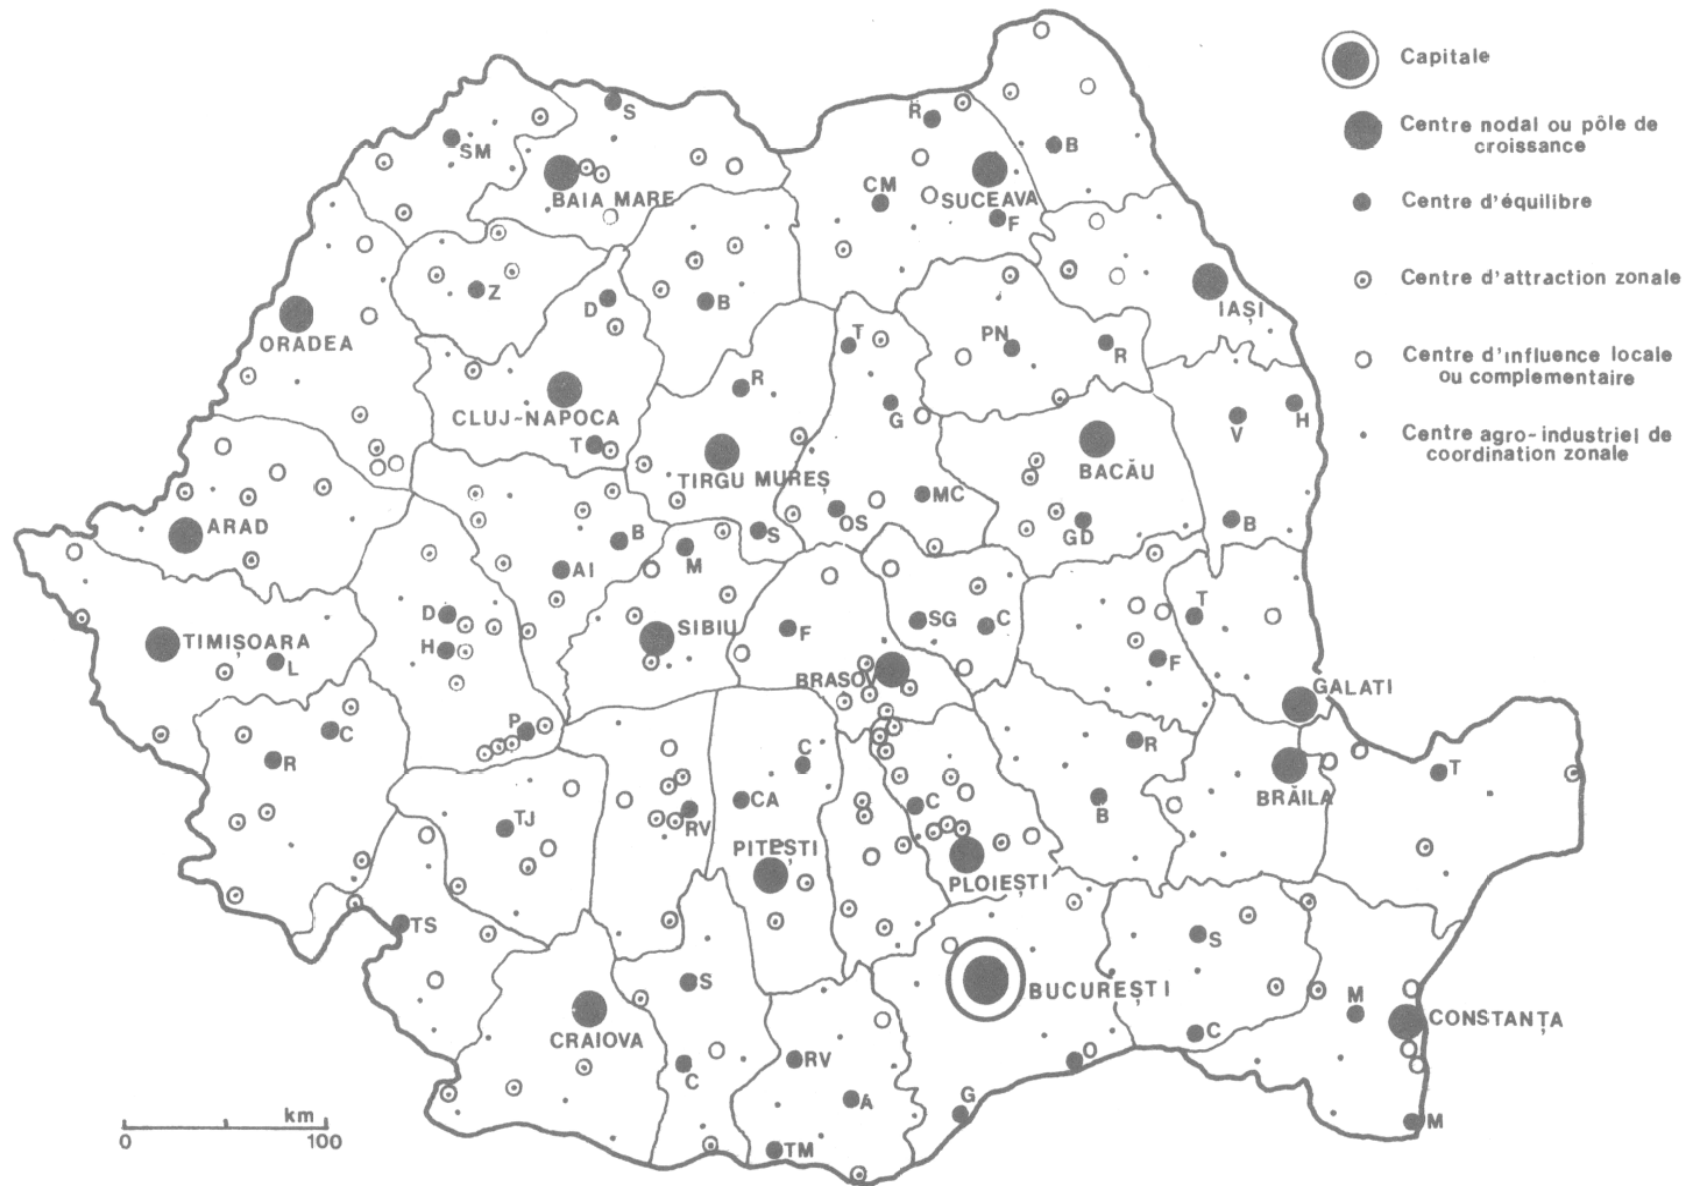 Capitale
Centre nodal ou pôle de
croissance
Centre d'équilibre
Centre d'attraction zonale
Centre d'influence locale
ou complementaire
Centre agro-industriel de
coordination zonale
S
R
SM
B
BAIA MARE
CM
SUCEAVA
F
Z
D
B
IAȘI
ORADEA
T
PN
R
R
CLUJ-NAPOCA
G
V
H
T
TIRGU MUREȘ
BACĂU
MC
ARAD
OS
B
S
GD
B
M
AI
D
TIMIȘOARA
SIBIU
F
SG
C
T
H
L
F
BRAȘOV
GALATI
P
C
R
C
R
T
BRĂILA
CA
C
B
TJ
RV
PITEȘTI
PLOIEȘTI
TS
S
S
BUCUREȘTI
M
CONSTANȚA
CRAIOVA
C
C
RV
O
A
G
M
TM
km
0
100